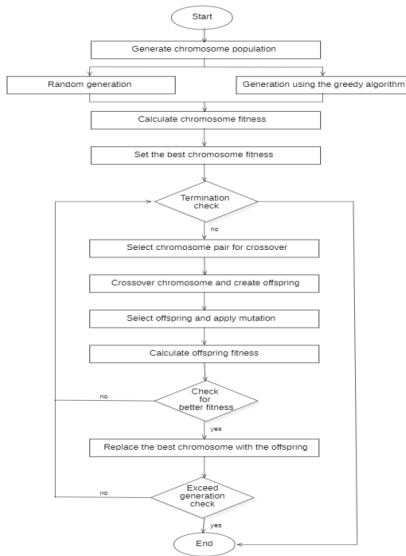 Start
Generate chromosome population
Random generation
Generation using the greedy algorithm
Calculate chromosome fitness
Set the best chromosome fitness
Termination
check
no
Select chromosome pair for crossover
Crossover chromosome and create offspring
Select offspring and apply mutation
Calculate offspring fitness
Check
for
better fitness
no
yes
Replace the best chromosome with the offspring
Exceed
generation
check
no
yes
End